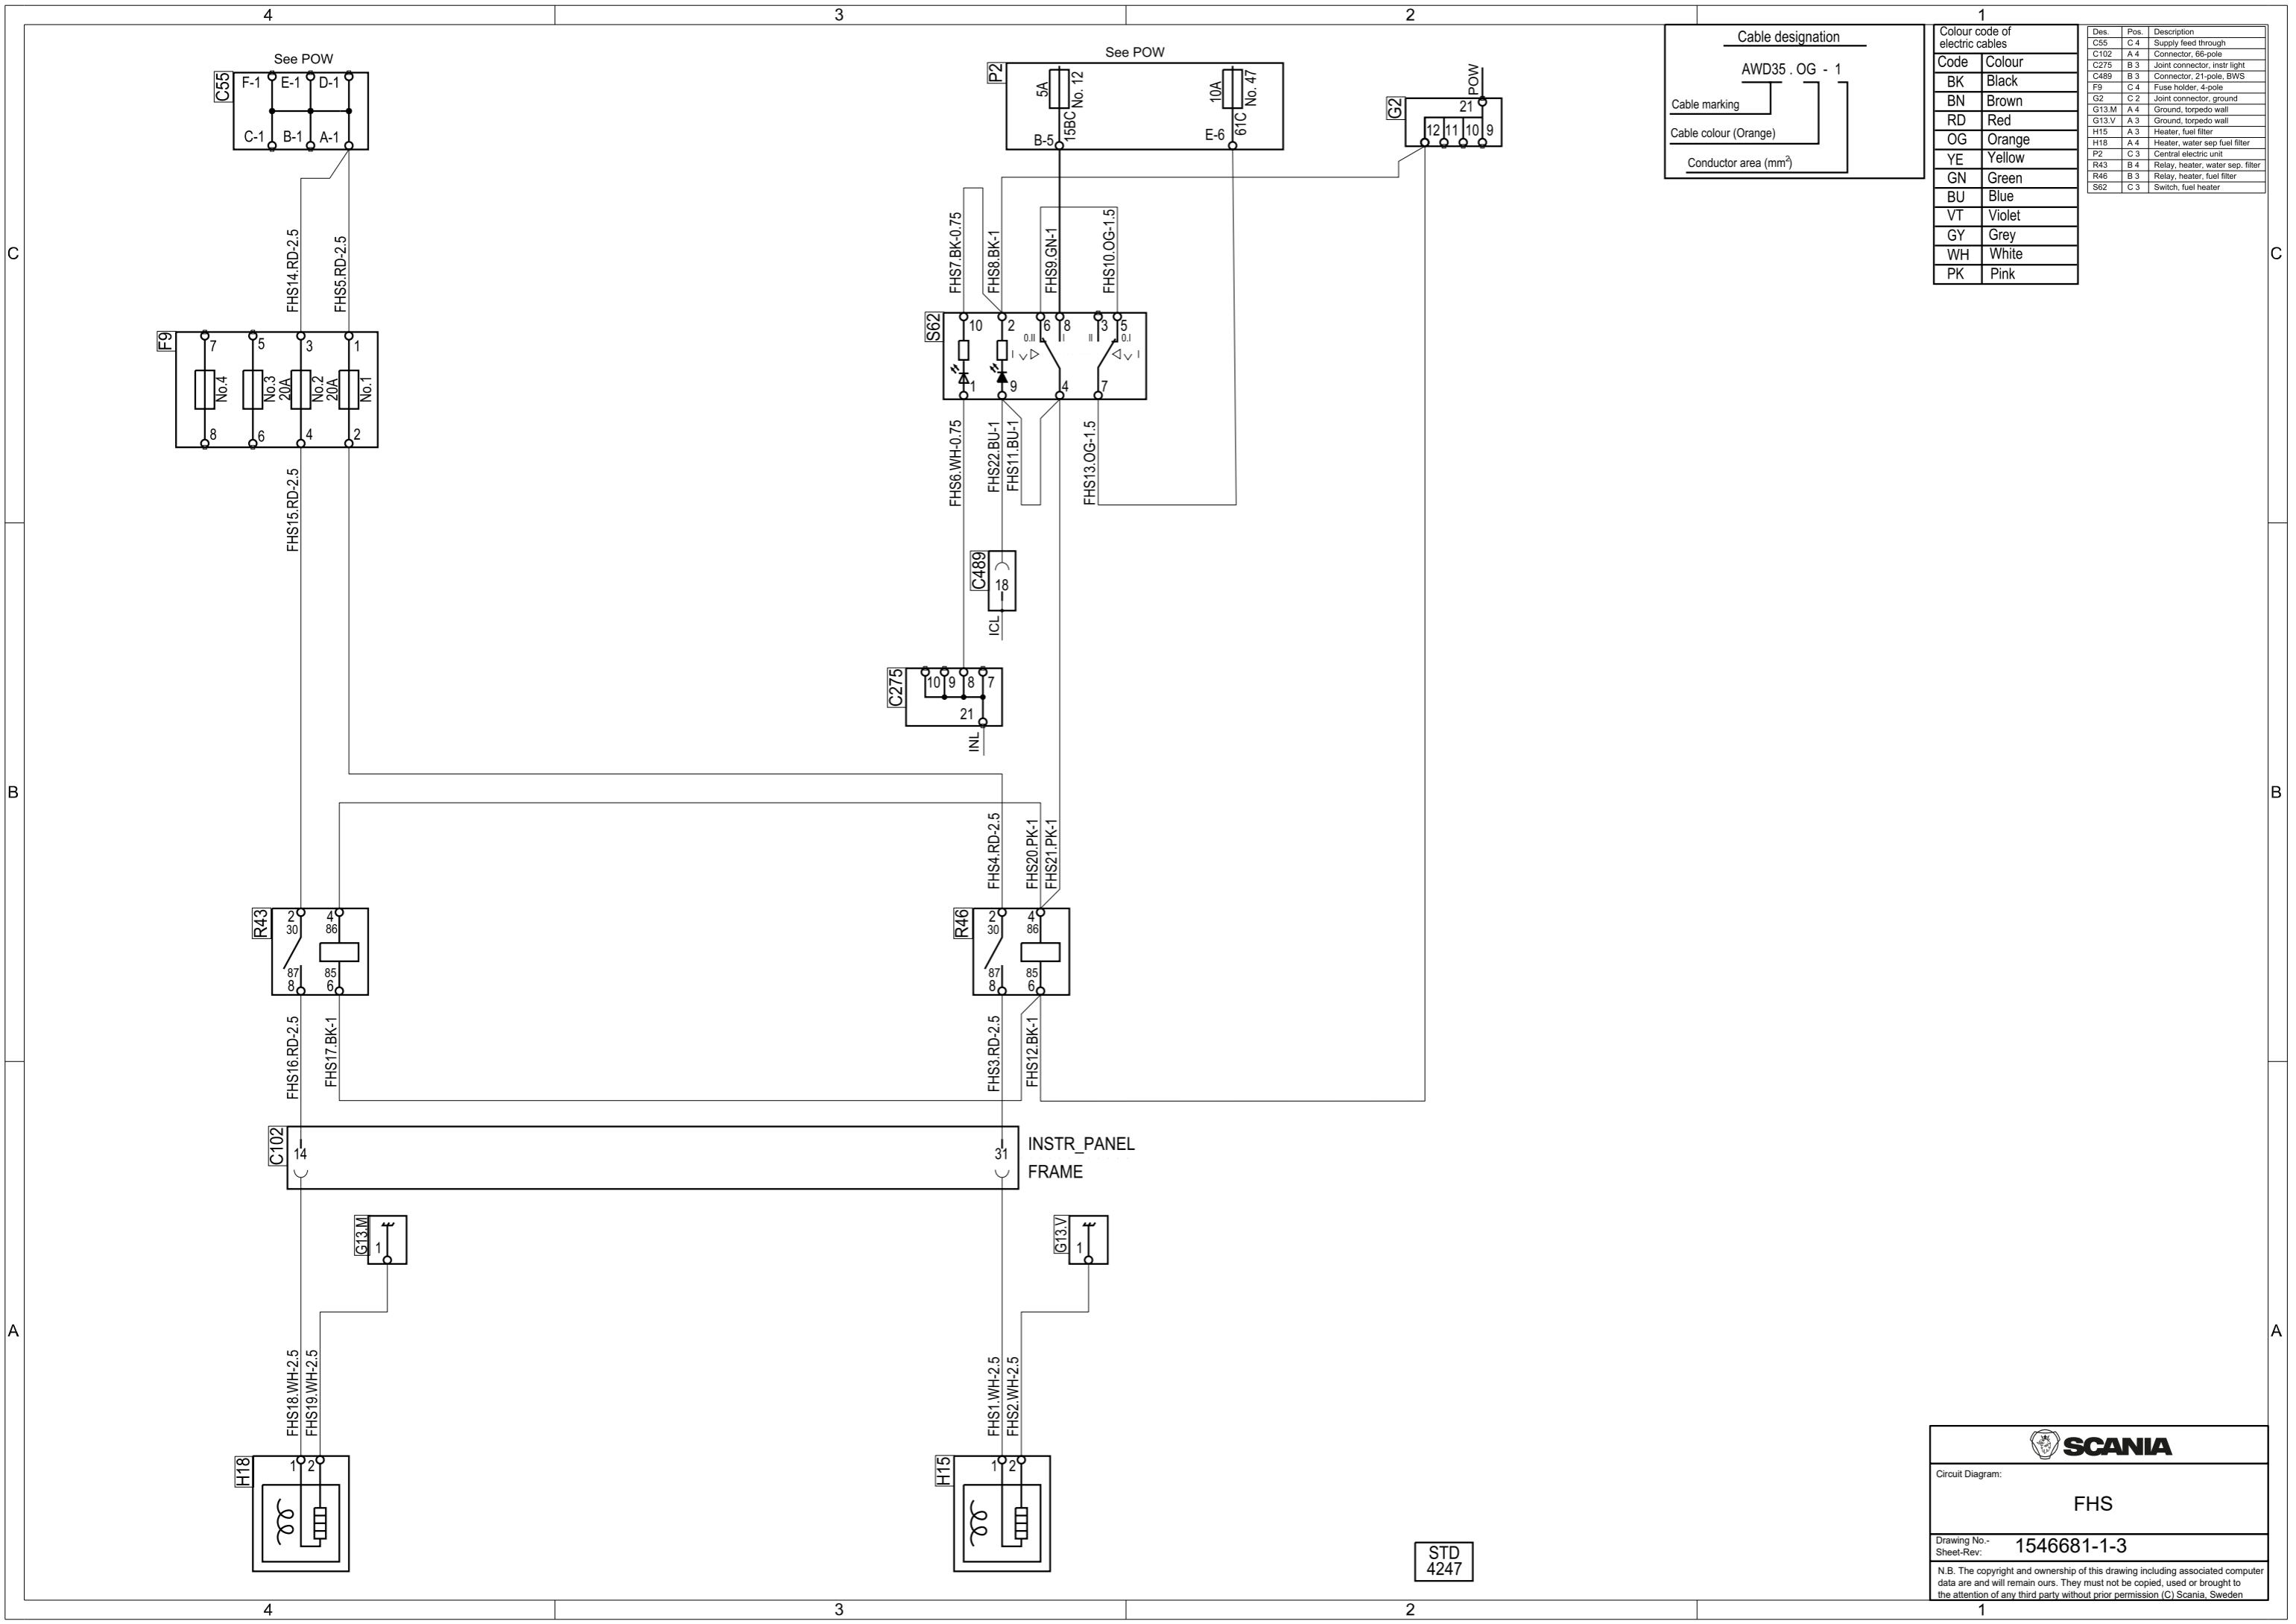 4 3 2 1
See POW
C55
F-1 E-1 D-1
C-1 B-1 A-1
See POW
P2
5A
No. 12
15BC
B-5
10A
No. 47
61C
E-6
POW
G2
21
12 11 10 9
Cable designation
AWD35 . OG - 1
Cable marking
Cable colour (Orange)
Conductor area (mm²)
Colour code of
electric cables
Code Colour
BK Black
BN Brown
RD Red
OG Orange
YE Yellow
GN Green
BU Blue
VT Violet
GY Grey
WH White
PK Pink
Des. Pos. Description
C55 C 4 Supply feed through
C102 A 4 Connector, 66-pole
C275 B 3 Joint connector, instr light
C489 B 3 Connector, 21-pole, BWS
F9 C 4 Fuse holder, 4-pole
G2 C 2 Joint connector, ground
G13.M A 4 Ground, torpedo wall
G13.V A 3 Ground, torpedo wall
H15 A 3 Heater, fuel filter
H18 A 4 Heater, water sep fuel filter
P2 C 3 Central electric unit
R43 B 4 Relay, heater, water sep. filter
R46 B 3 Relay, heater, fuel filter
S62 C 3 Switch, fuel heater
C C
FHS14.RD-2.5
FHS5.RD-2.5
FHS7.BK-0.75
FHS8.BK-1
FHS9.GN-1
FHS10.OG-1.5
F9
7 5 3 1
No.4
No.3
20A
No.2
20A
No.1
8 6 4 2
S62
10 2 6 8 3 5
0.II I II 0.I
I I
1 9 4 7
FHS15.RD-2.5
FHS6.WH-0.75
FHS22.BU-1
FHS11.BU-1
FHS13.OG-1.5
C489
18
ICL
C275
10 9 8 7
21
INL
B B
FHS4.RD-2.5
FHS20.PK-1
FHS21.PK-1
R43
2 4
30 86
87 85
8 6
R46
2 4
30 86
87 85
8 6
FHS16.RD-2.5
FHS17.BK-1
FHS3.RD-2.5
FHS12.BK-1
C102
14 31
INSTR_PANEL
FRAME
G13.M
1
G13.V
1
A A
FHS18.WH-2.5
FHS19.WH-2.5
FHS1.WH-2.5
FHS2.WH-2.5
H18
1 2
H15
1 2
STD
4247
SCANIA
Circuit Diagram:
FHS
Drawing No.-
Sheet-Rev: 1546681-1-3
N.B. The copyright and ownership of this drawing including associated computer
data are and will remain ours. They must not be copied, used or brought to
the attention of any third party without prior permission (C) Scania, Sweden
4 3 2 1